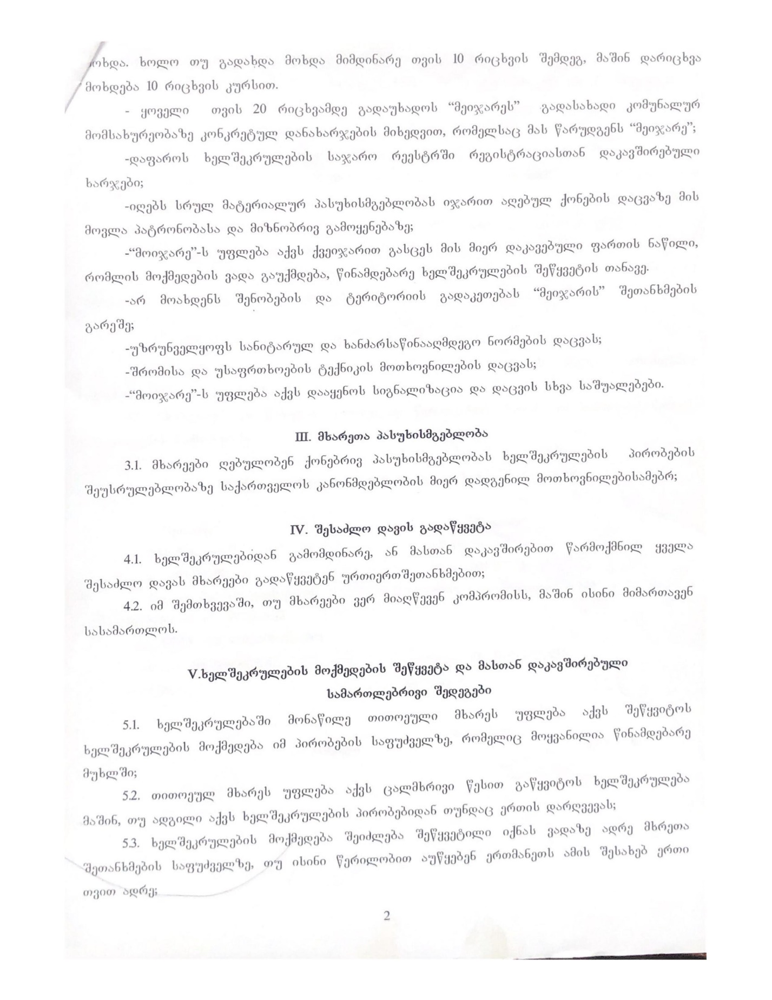 ოხდა. ხოლო თუ გადახდა მოხდა მიმდინარე თვის 10 რიცხვის შემდეგ, მაშინ დარიცხვა
მოხდება 10 რიცხვის კურსით.
- ყოველი თვის 20 რიცხვამდე გადაუხადოს “მეიჯარეს” გადასახადი კომუნალურ
მომსახურეობაზე კონკრეტულ დანახარჯების მიხედვით, რომელსაც მას წარუდგენს “მეიჯარე”;
-დაფაროს ხელშეკრულების საჯარო რეესტრში რეგისტრაციასთან დაკავშირებული
ხარჯები;
-იღებს სრულ მატერიალურ პასუხისმგებლობას იჯარით აღებულ ქონების დაცვაზე მის
მოვლა პატრონობასა და მიზნობრივ გამოყენებაზე;
-“მოიჯარე”-ს უფლება აქვს ქვეიჯარით გასცეს მის მიერ დაკავებული ფართის ნაწილი,
რომლის მოქმედების ვადა გაუქმდება, წინამდებარე ხელშეკრულების შეწყვეტის თანავე.
-არ მოახდენს შენობების და ტერიტორიის გადაკეთებას “მეიჯარის” შეთანხმების
გარეშე;
-უზრუნველყოფს სანიტარულ და ხანძარსაწინააღმდეგო ნორმების დაცვას;
-შრომისა და უსაფრთხოების ტექნიკის მოთხოვნილების დაცვას;
-“მოიჯარე”-ს უფლება აქვს დააყენოს სიგნალიზაცია და დაცვის სხვა საშუალებები.
III. მხარეთა პასუხისმგებლობა
3.1. მხარეები ღებულობენ ქონებრივ პასუხისმგებლობას ხელშეკრულების პირობების
შეუსრულებლობაზე საქართველოს კანონმდებლობის მიერ დადგენილ მოთხოვნილებისამებრ;
IV. შესაძლო დავის გადაწყვეტა
4.1. ხელშეკრულებიდან გამომდინარე, ან მასთან დაკავშირებით წარმოქმნილ ყველა
შესაძლო დავას მხარეები გადაწყვეტენ ურთიერთშეთანხმებით;
4.2. იმ შემთხვევაში, თუ მხარეები ვერ მიაღწევენ კომპრომისს, მაშინ ისინი მიმართავენ
სასამართლოს.
V.ხელშეკრულების მოქმედების შეწყვეტა და მასთან დაკავშირებული
სამართლებრივი შედეგები
5.1. ხელშეკრულებაში მონაწილე თითოეული მხარეს უფლება აქვს შეწყვიტოს
ხელშეკრულების მოქმედება იმ პირობების საფუძველზე, რომელიც მოყვანილია წინამდებარე
მუხლში;
5.2. თითოეულ მხარეს უფლება აქვს ცალმხრივი წესით გაწყვიტოს ხელშეკრულება
მაშინ, თუ ადგილი აქვს ხელშეკრულების პირობებიდან თუნდაც ერთის დარღვევას;
5.3. ხელშეკრულების მოქმედება შეიძლება შეწყვეტილი იქნას ვადაზე ადრე მხრეთა
შეთანხმების საფუძველზე, თუ ისინი წერილობით აუწყებენ ერთმანეთს ამის შესახებ ერთი
თვით ადრე;
2